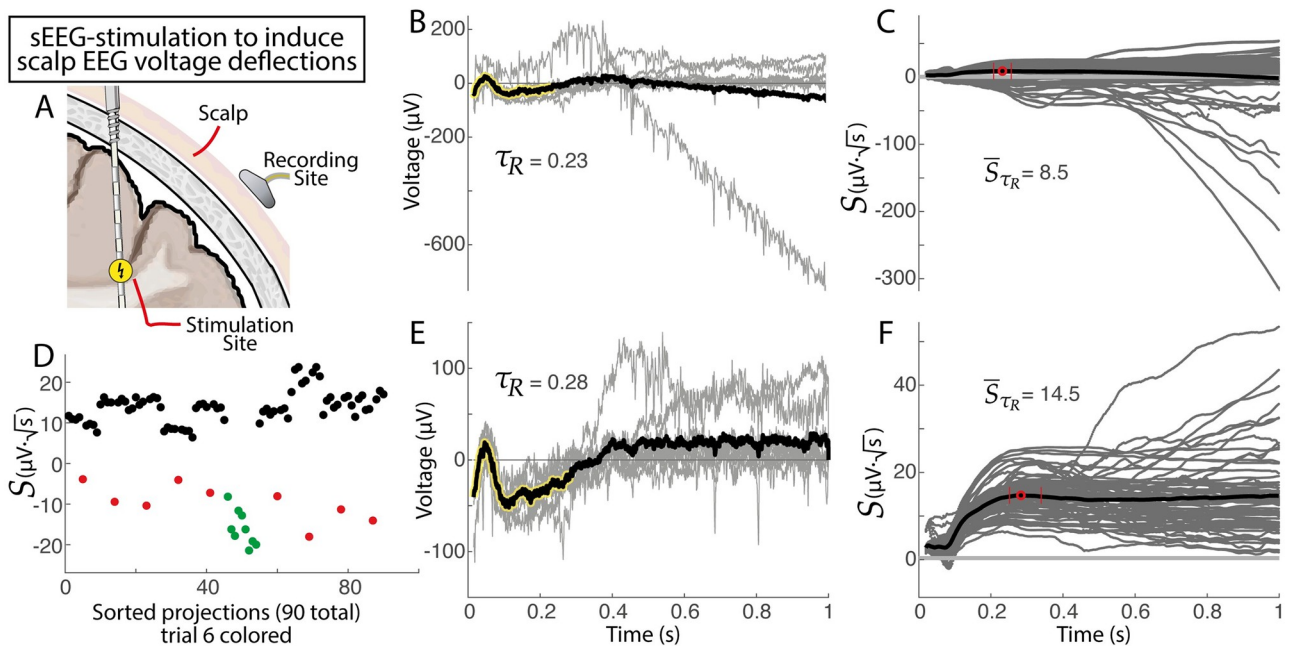 sEEG-stimulation to induce
scalp EEG voltage deflections
A
Scalp
Recording
Site
Stimulation
Site
B
200
0
-200
-600
Voltage (µV)
τR = 0.23
C
0
-100
-200
-300
S(µV·√s)
S̅τR = 8.5
D
20
10
0
-10
-20
S(µV·√s)
0
40
80
Sorted projections (90 total)
trial 6 colored
E
100
0
-100
Voltage (µV)
τR = 0.28
0
0.2
0.4
0.6
0.8
1
Time (s)
F
40
20
0
S(µV·√s)
S̅τR = 14.5
0
0.2
0.4
0.6
0.8
1
Time (s)